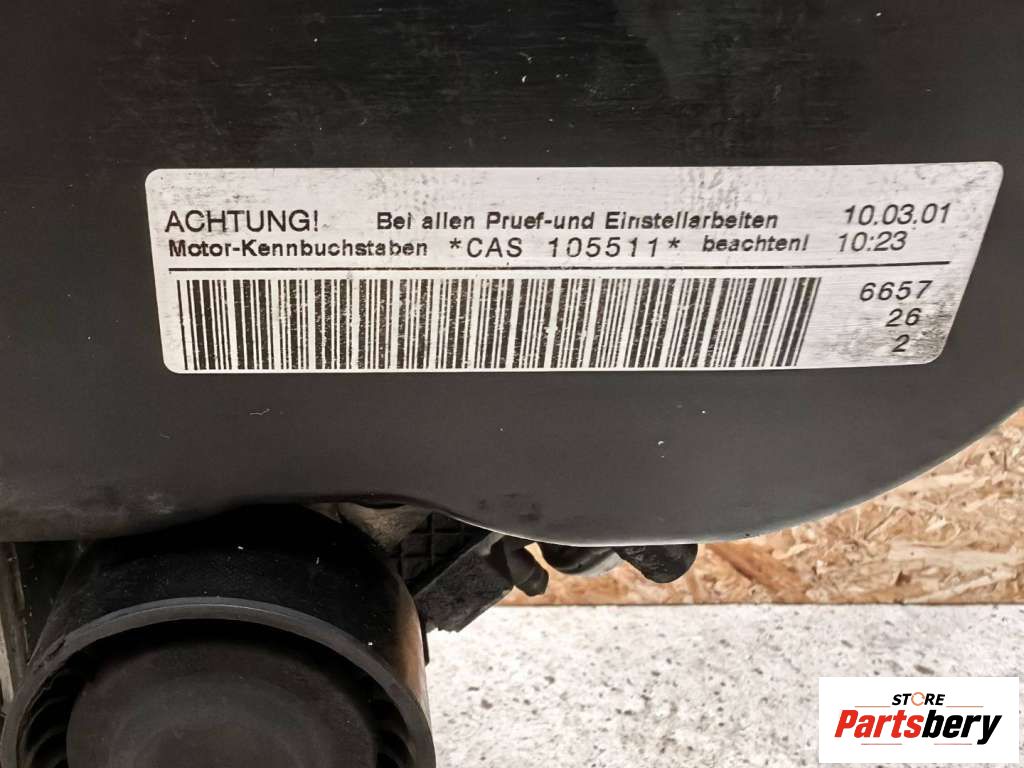 ACHTUNG! Bei allen Pruef-und Einstellarbeiten 10.03.01
Motor-Kennbuchstaben *CAS 105511* beachten! 10:23
6657
26
2
STORE
Partsbery